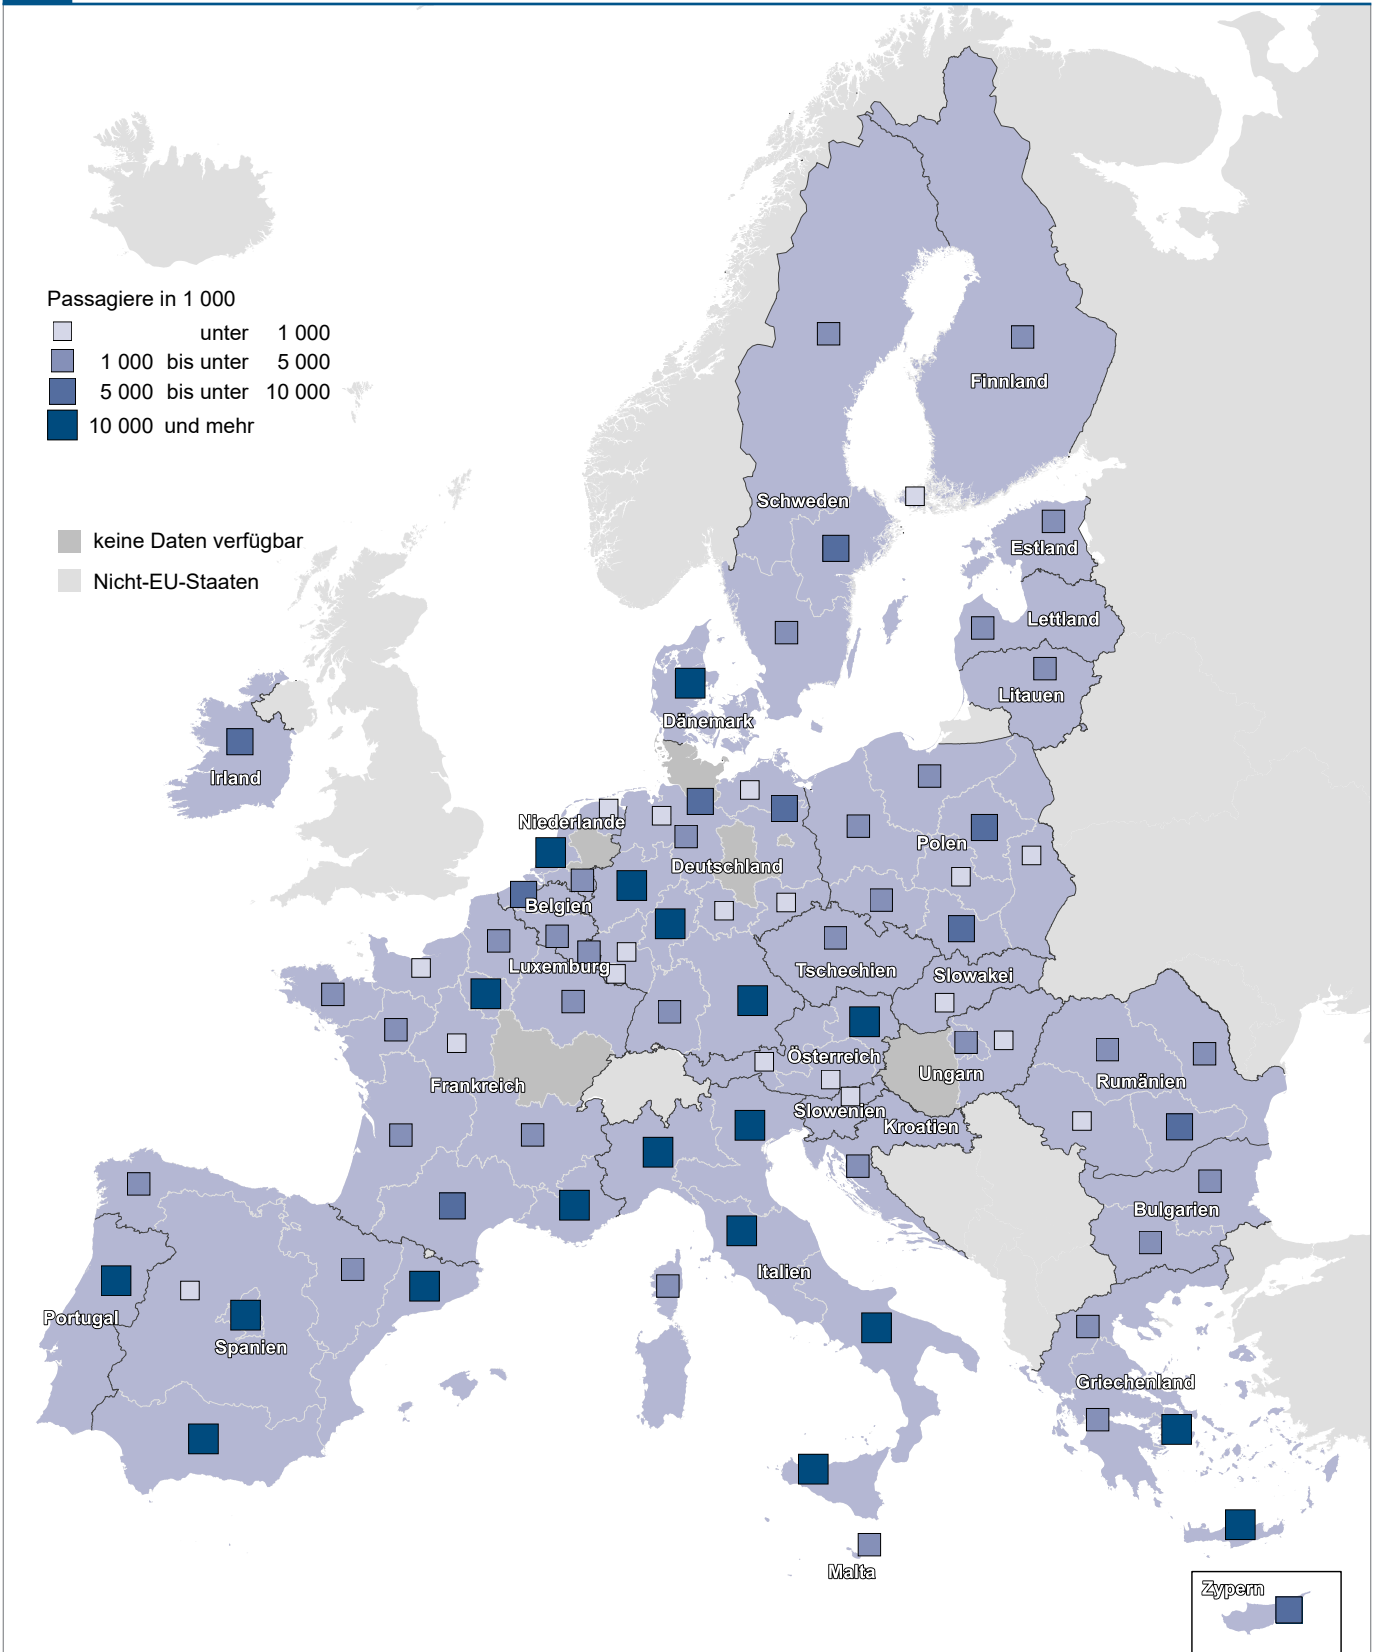 Passagiere in 1 000
unter 1 000
1 000 bis unter 5 000
5 000 bis unter 10 000
10 000 und mehr
keine Daten verfügbar
Nicht-EU-Staaten
Finnland
Schweden
Estland
Lettland
Litauen
Dänemark
Irland
Niederlande
Polen
Deutschland
Belgien
Luxemburg
Tschechien
Slowakei
Österreich
Ungarn
Rumänien
Frankreich
Slowenien
Kroatien
Bulgarien
Italien
Portugal
Spanien
Griechenland
Malta
Zypern